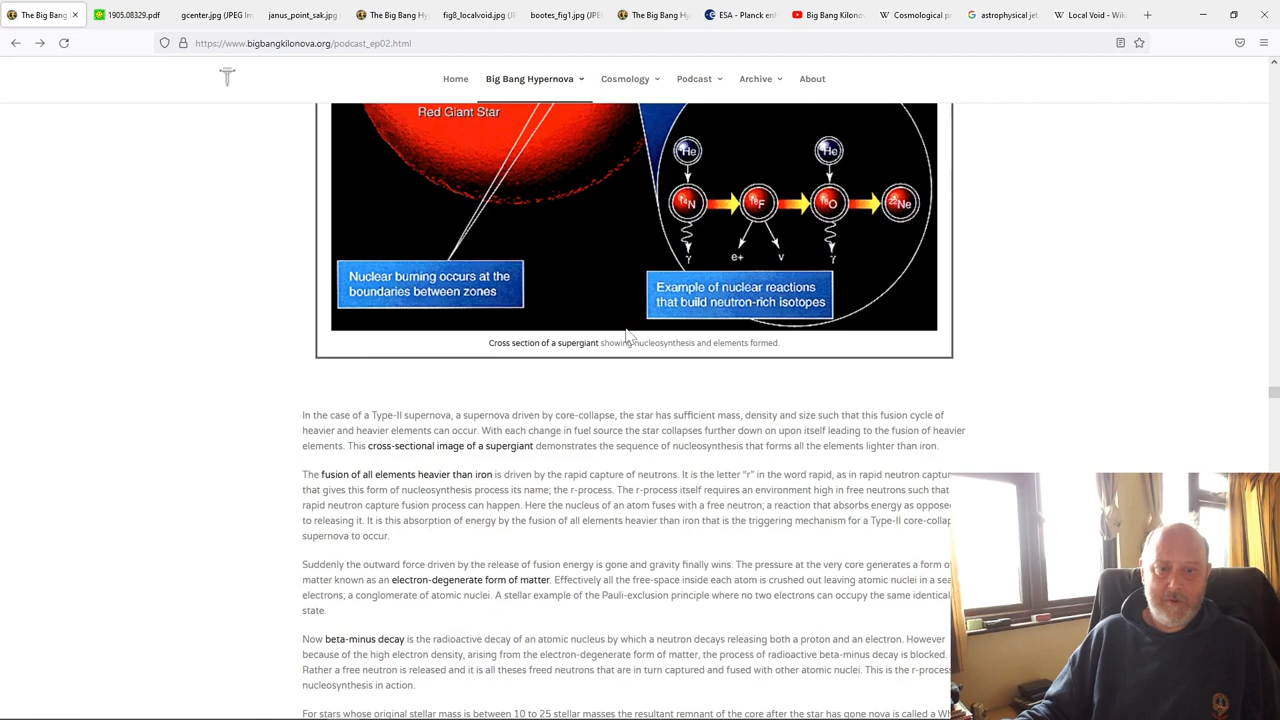 The Big Bang Hyp
1905.08329.pdf
gcenter.jpg (JPEG Im
janus_point_sak.jpg
The Big Bang Hyp
fig8_localvoid.jpg (JP
bootes_fig1.jpg (JPEG
The Big Bang Hyp
ESA - Planck enh
Big Bang Kilonov
Cosmological p
astrophysical jet
Local Void - Wiki
https://www.bigbangkilonova.org/podcast_ep02.html
Home
Big Bang Hypernova
Cosmology
Podcast
Archive
About
Red Giant Star
He
He
14N
18F
18O
22Ne
γ
e+
ν
γ
Nuclear burning occurs at the
boundaries between zones
Example of nuclear reactions
that build neutron-rich isotopes
Cross section of a supergiant showing nucleosynthesis and elements formed.
In the case of a Type-II supernova, a supernova driven by core-collapse, the star has sufficient mass, density and size such that this fusion cycle of
heavier and heavier elements can occur. With each change in fuel source the star collapses further down on upon itself leading to the fusion of heavier
elements. This cross-sectional image of a supergiant demonstrates the sequence of nucleosynthesis that forms all the elements lighter than iron.
The fusion of all elements heavier than iron is driven by the rapid capture of neutrons. It is the letter "r" in the word rapid, as in rapid neutron captur
that gives this form of nucleosynthesis process its name; the r-process. The r-process itself requires an environment high in free neutrons such that
rapid neutron capture fusion process can happen. Here the nucleus of an atom fuses with a free neutron; a reaction that absorbs energy as oppose
to releasing it. It is this absorption of energy by the fusion of all elements heavier than iron that is the triggering mechanism for a Type-II core-collap
supernova to occur.
Suddenly the outward force driven by the release of fusion energy is gone and gravity finally wins. The pressure at the very core generates a form o
matter known as an electron-degenerate form of matter. Effectively all the free-space inside each atom is crushed out leaving atomic nuclei in a sea
electrons; a conglomerate of atomic nuclei. A stellar example of the Pauli-exclusion principle where no two electrons can occupy the same identical
state.
Now beta-minus decay is the radioactive decay of an atomic nucleus by which a neutron decays releasing both a proton and an electron. However
because of the high electron density, arising from the electron-degenerate form of matter, the process of radioactive beta-minus decay is blocked.
Rather a free neutron is released and it is all theses freed neutrons that are in turn captured and fused with other atomic nuclei. This is the r-process
nucleosynthesis in action.
For stars whose original stellar mass is between 10 to 25 stellar masses the resultant remnant of the core after the star has gone nova is called a Wh